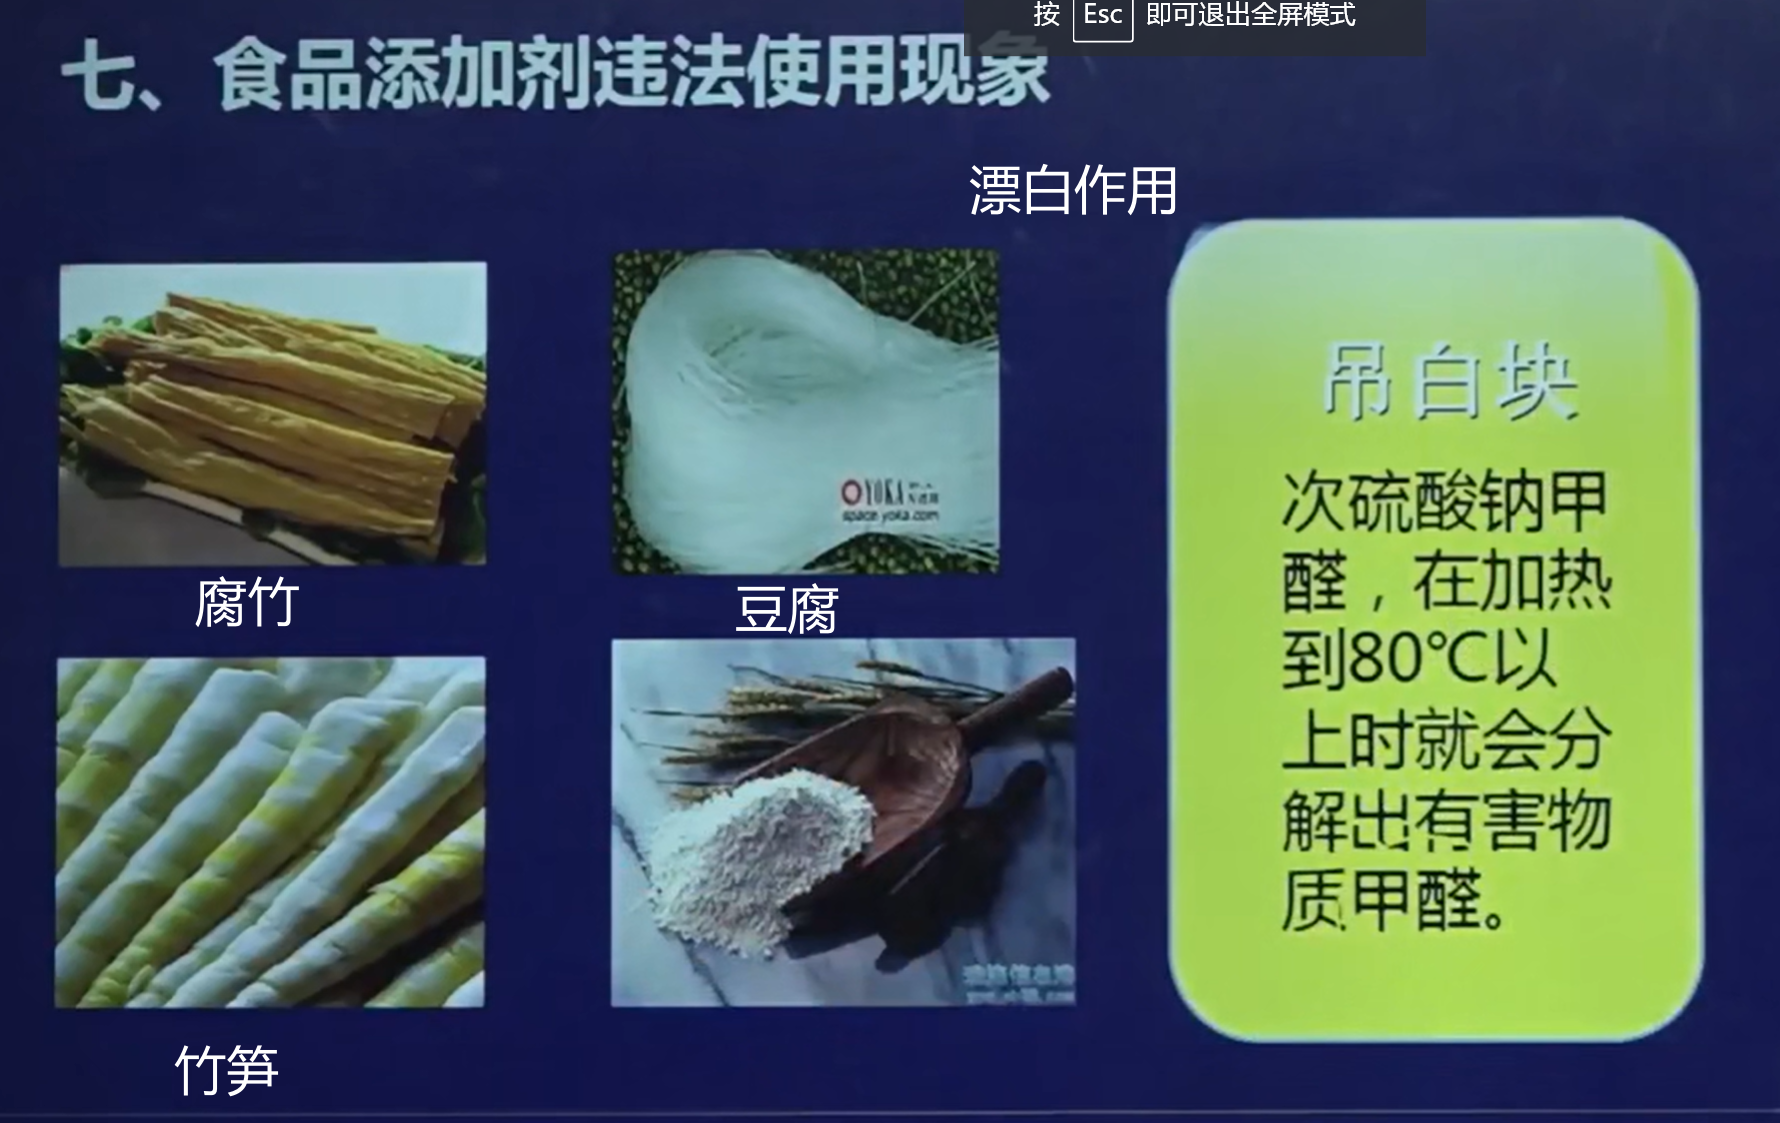 按 Esc 即可退出全屏模式
七、食品添加剂违法使用现象
漂白作用
YOKA
space.yoka.com
腐竹
豆腐
竹笋
吊白块
次硫酸钠甲
醛，在加热
到80℃以
上时就会分
解出有害物
质甲醛。